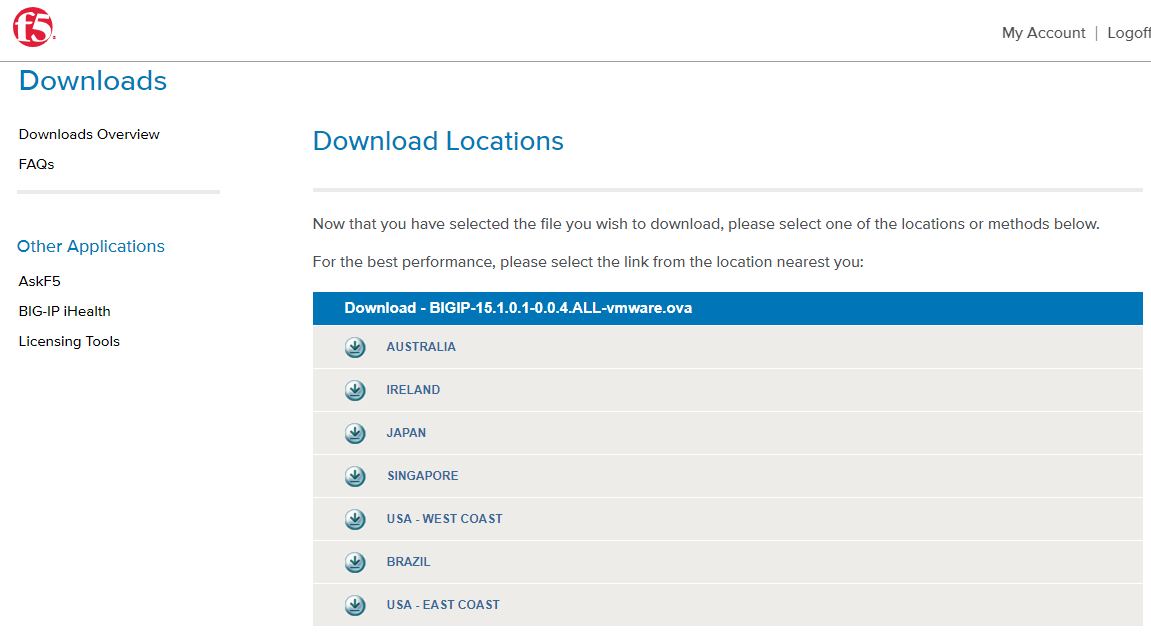 f5
My Account | Logoff
Downloads
Downloads Overview
FAQs
Other Applications
AskF5
BIG-IP iHealth
Licensing Tools
Download Locations
Now that you have selected the file you wish to download, please select one of the locations or methods below.
For the best performance, please select the link from the location nearest you:
Download - BIGIP-15.1.0.1-0.0.4.ALL-vmware.ova
AUSTRALIA
IRELAND
JAPAN
SINGAPORE
USA - WEST COAST
BRAZIL
USA - EAST COAST